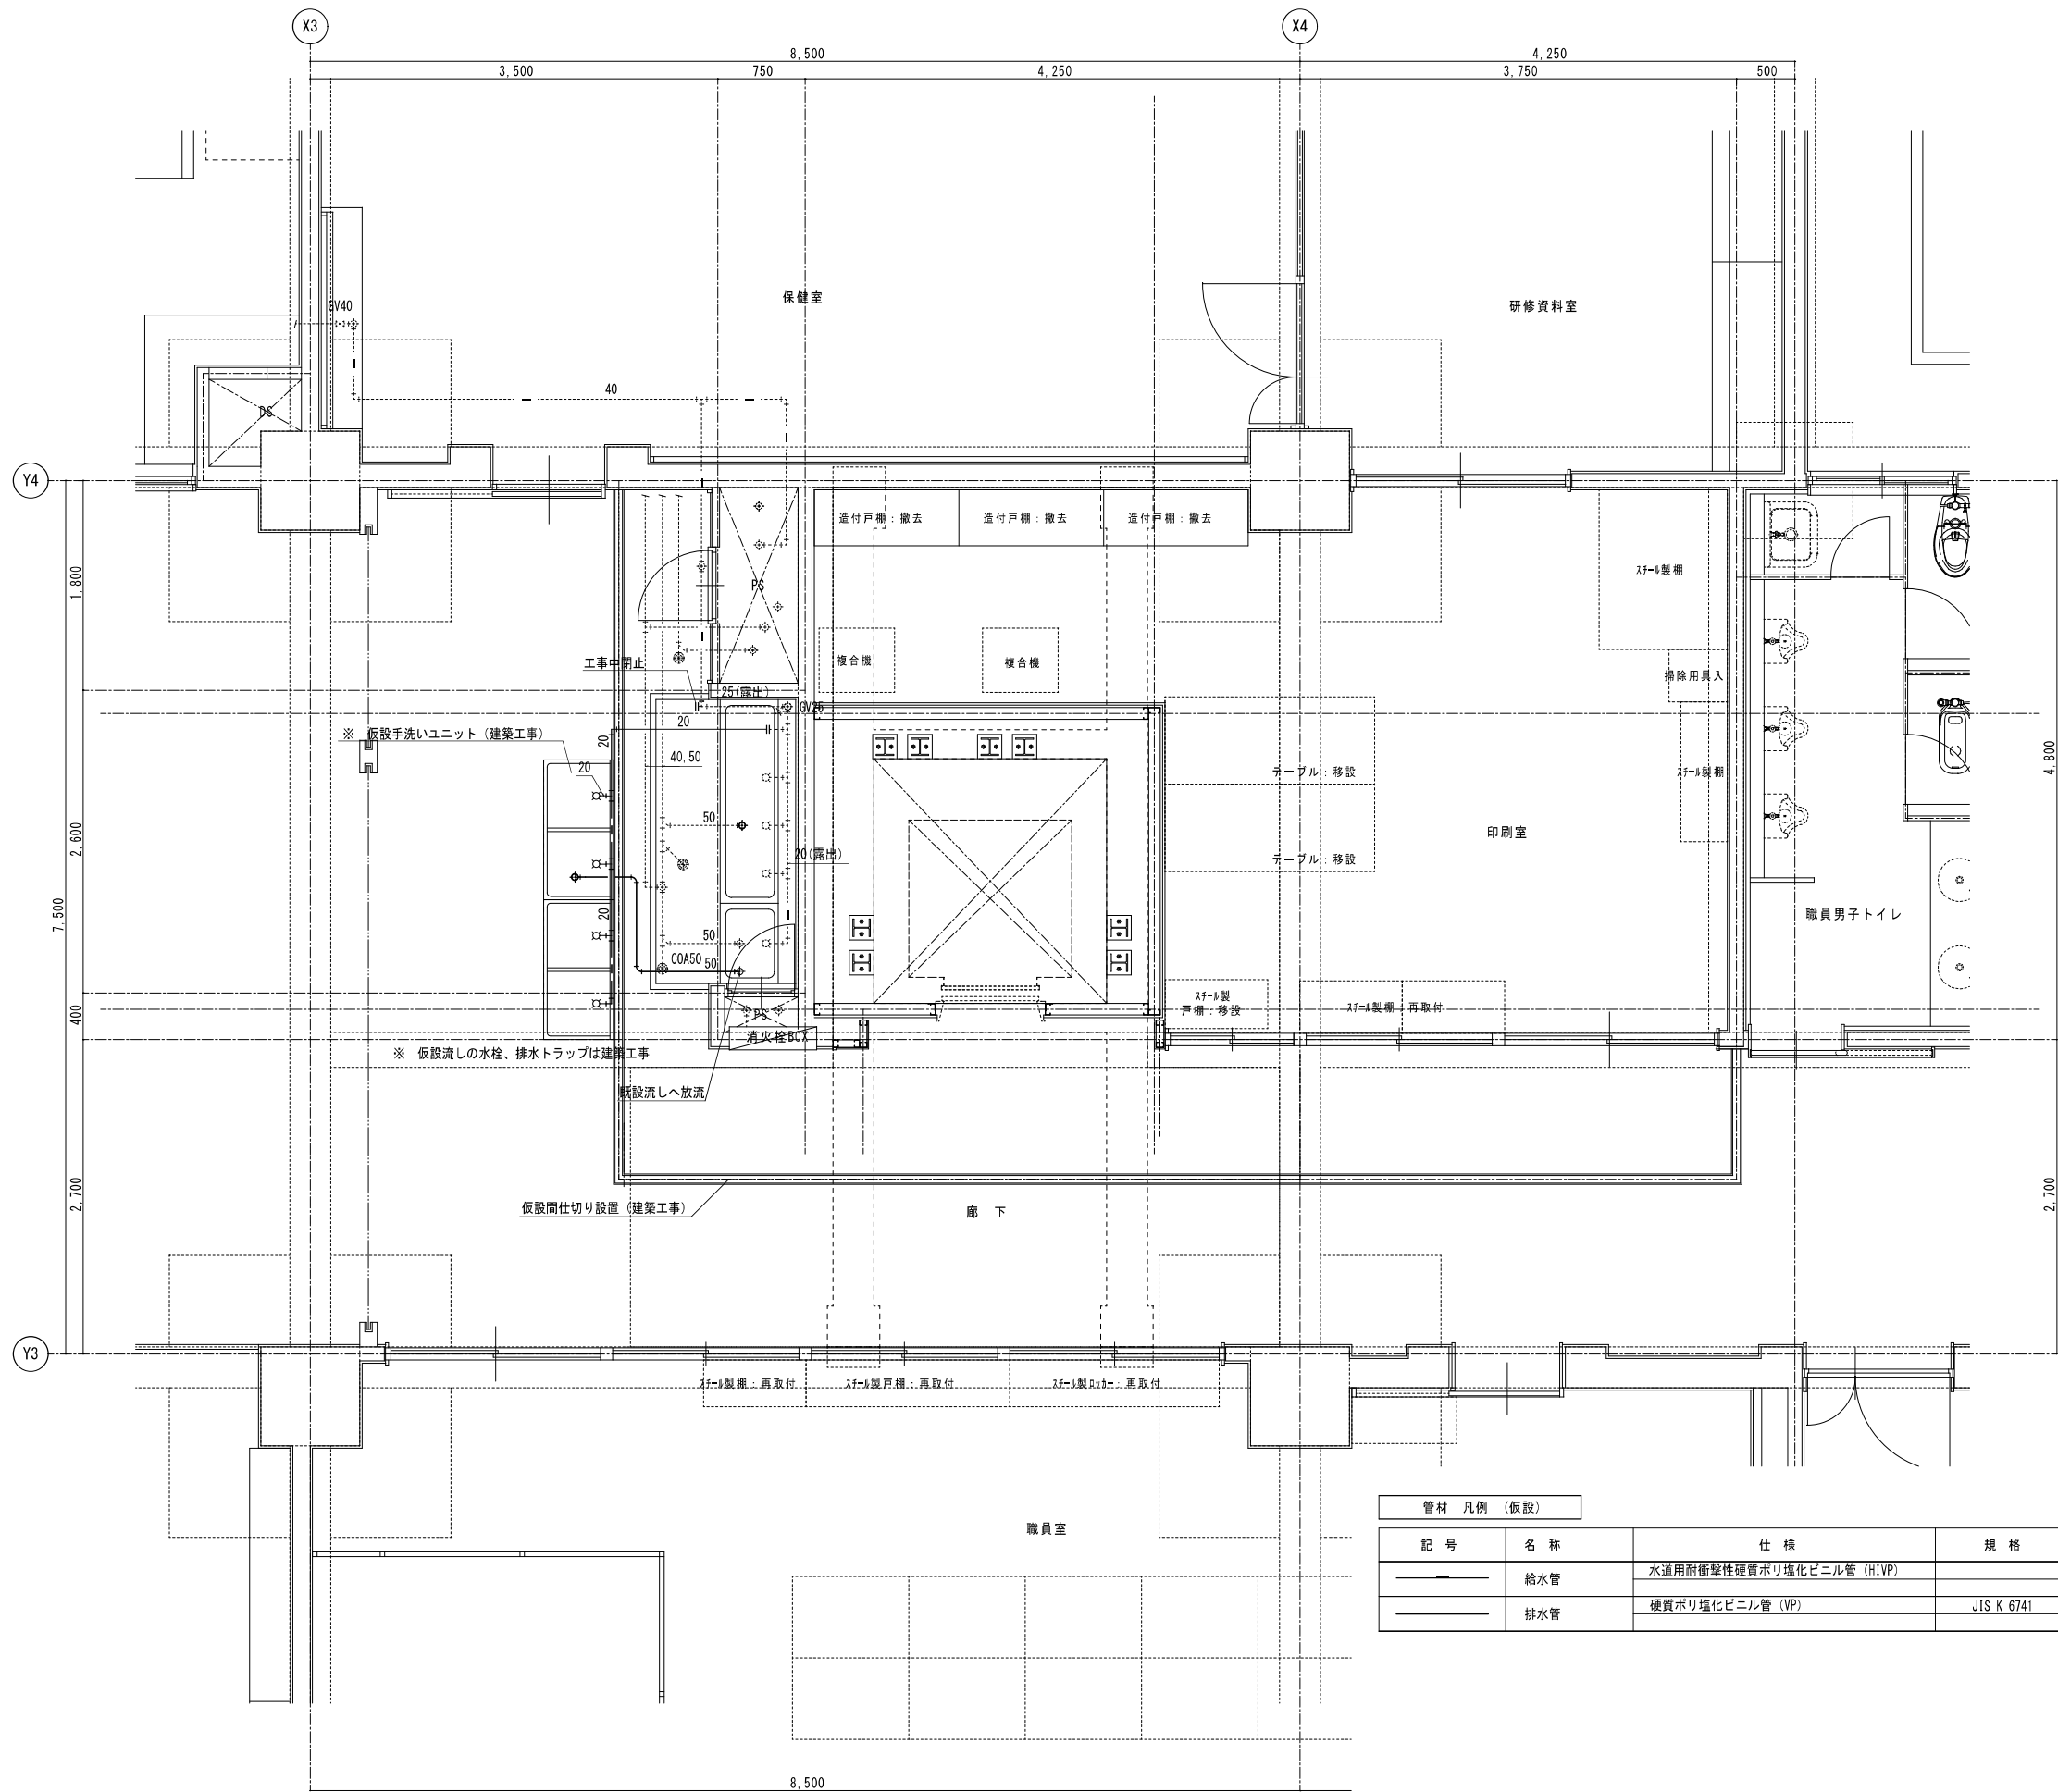 X3
X4
8,500
4,250
3,500
750
4,250
3,750
500
保健室
研修資料室
GV40
40
DS
Y4
造付戸棚：撤去
造付戸棚：撤去
造付戸棚：撤去
スチール製棚
1,800
PS
工事中閉止
複合機
複合機
掃除用具入
25(露出)
GV25
20
※　仮設手洗いユニット（建築工事）
20
40,50
20
テーブル：移設
スチール製棚
4,800
2,600
50
印刷室
20(露出)
テーブル：移設
7,500
20
職員男子トイレ
50
COA50
50
スチール製
戸棚：移設
スチール製棚：再取付
400
PS
消火栓BOX
※　仮設流しの水栓、排水トラップは建築工事
既設流しへ放流
2,700
2,700
仮設間仕切り設置（建築工事）
廊　下
Y3
スチール製棚：再取付
スチール製戸棚：再取付
スチール製ロッカー：再取付
職員室
管材　凡例　（仮設）
記　号
名　称
仕　様
規　格
給水管
水道用耐衝撃性硬質ポリ塩化ビニル管（HIVP)
排水管
硬質ポリ塩化ビニル管（VP)
JIS K 6741
8,500